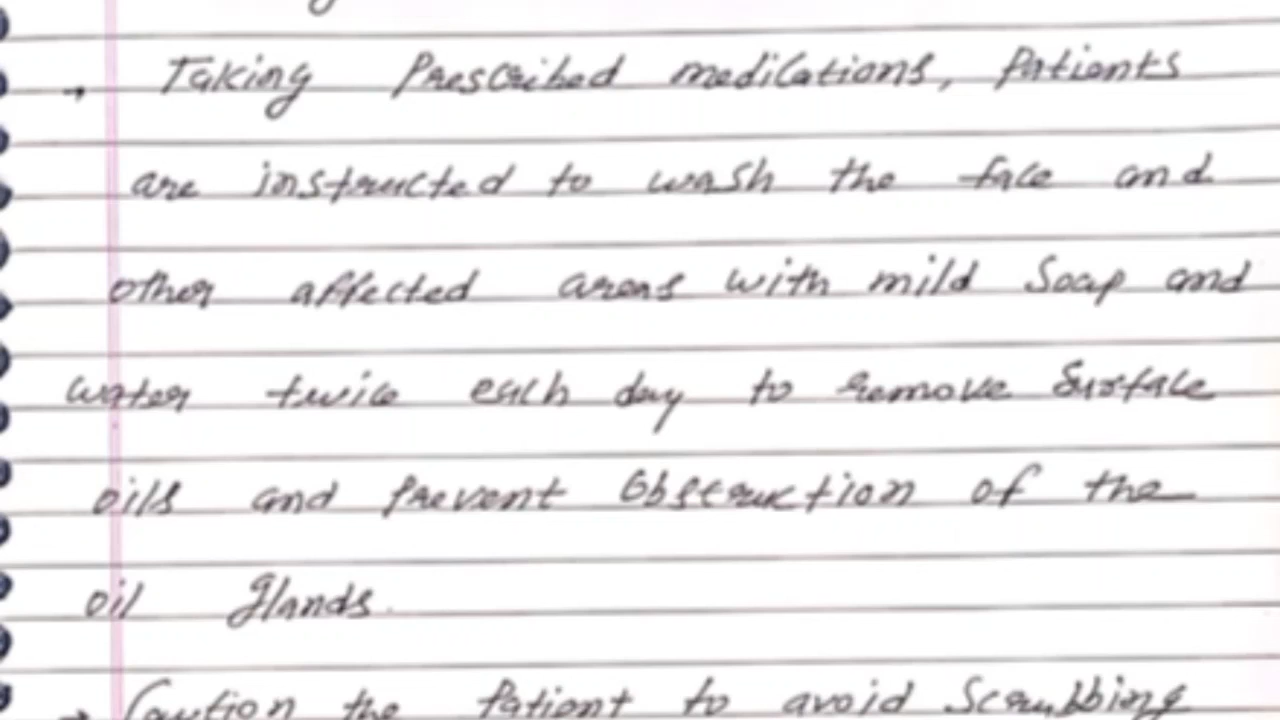 → Taking Prescribed medications, Patients
are instructed to wash the face and
other affected areas with mild Soap and
water twice each day to remove Surface
oils and prevent Obstruction of the
oil glands.
→ Caution the Patient to avoid Scrubbing